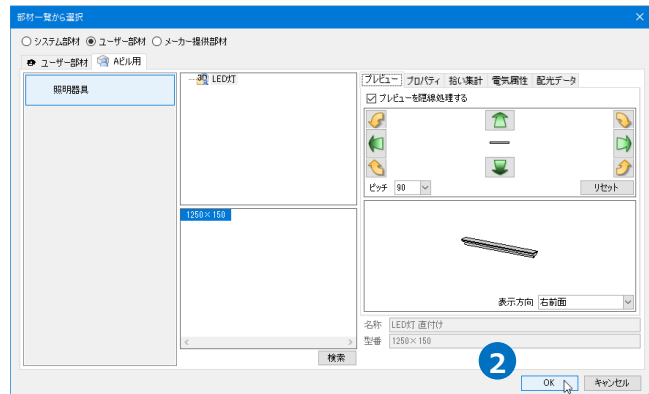 部材一覧から選択
システム部材 ユーザー部材 メーカー提供部材
ユーザー部材 Aビル用
照明器具
3D LED灯
1250×150
検索
プレビュー プロパティ 拾い集計 電気属性 配光データ
プレビューを隠線処理する
ピッチ 90 リセット
表示方向 右前面
名称 LED灯 直付け
型番 1250×150
2
OK キャンセル